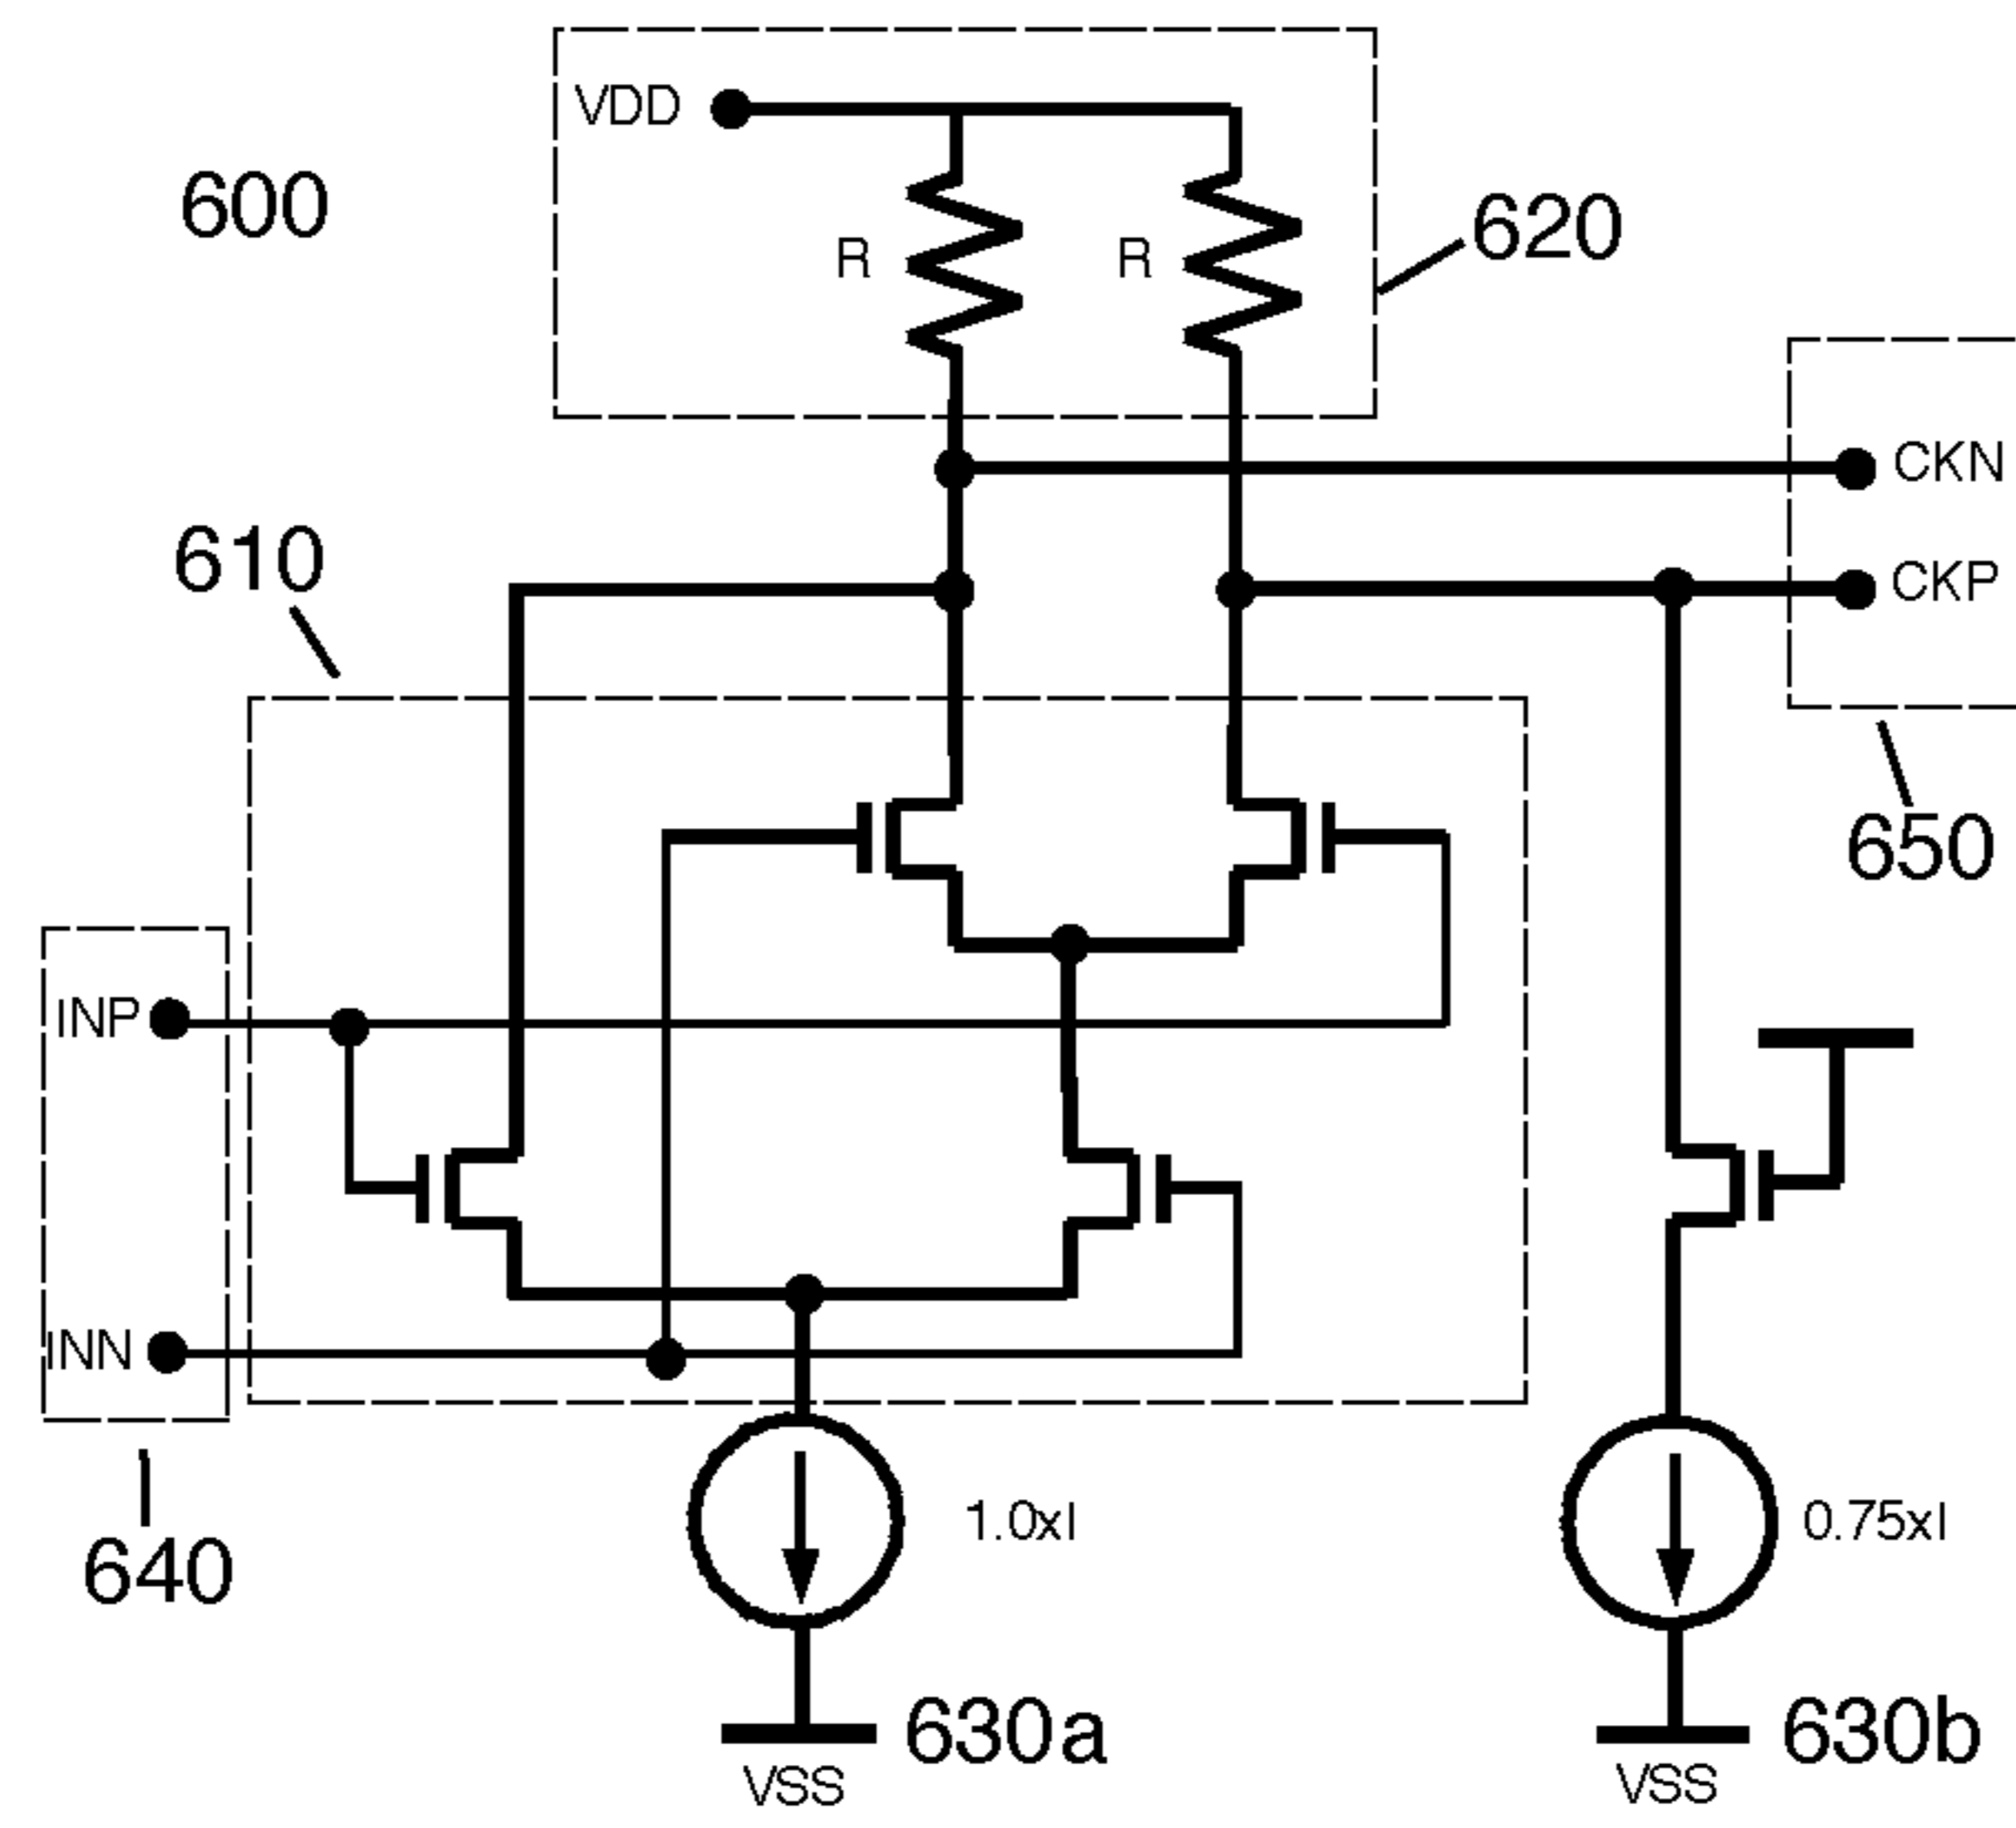 VDD
600
R
R
620
CKN
610
CKP
650
INP
INN
1.0xI
0.75xI
640
630a
630b
VSS
VSS